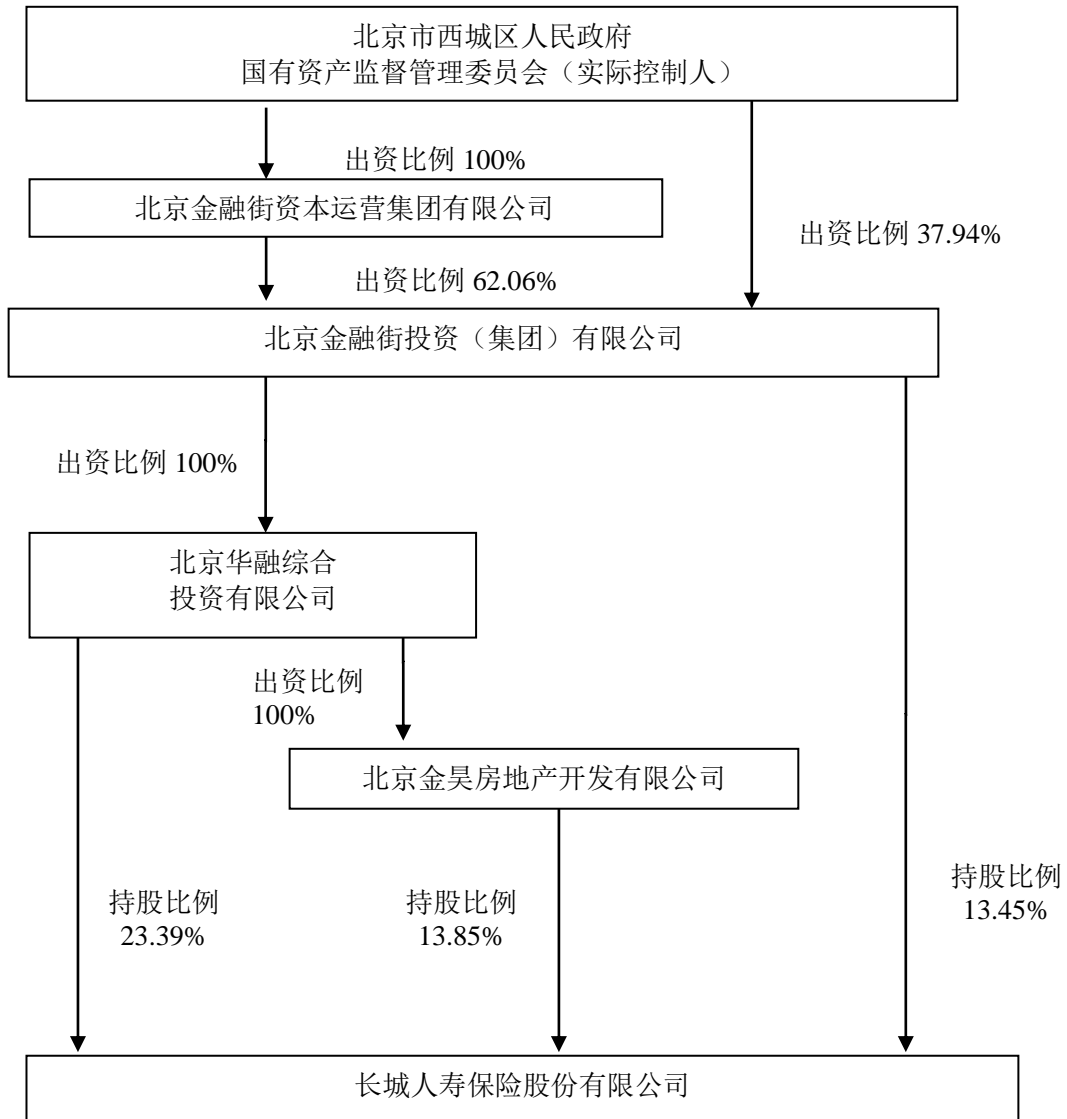 北京市西城区人民政府
国有资产监督管理委员会（实际控制人）
出资比例 100%
北京金融街资本运营集团有限公司
出资比例 37.94%
出资比例 62.06%
北京金融街投资（集团）有限公司
出资比例 100%
北京华融综合
投资有限公司
出资比例
100%
北京金昊房地产开发有限公司
持股比例
23.39%
持股比例
13.85%
持股比例
13.45%
长城人寿保险股份有限公司